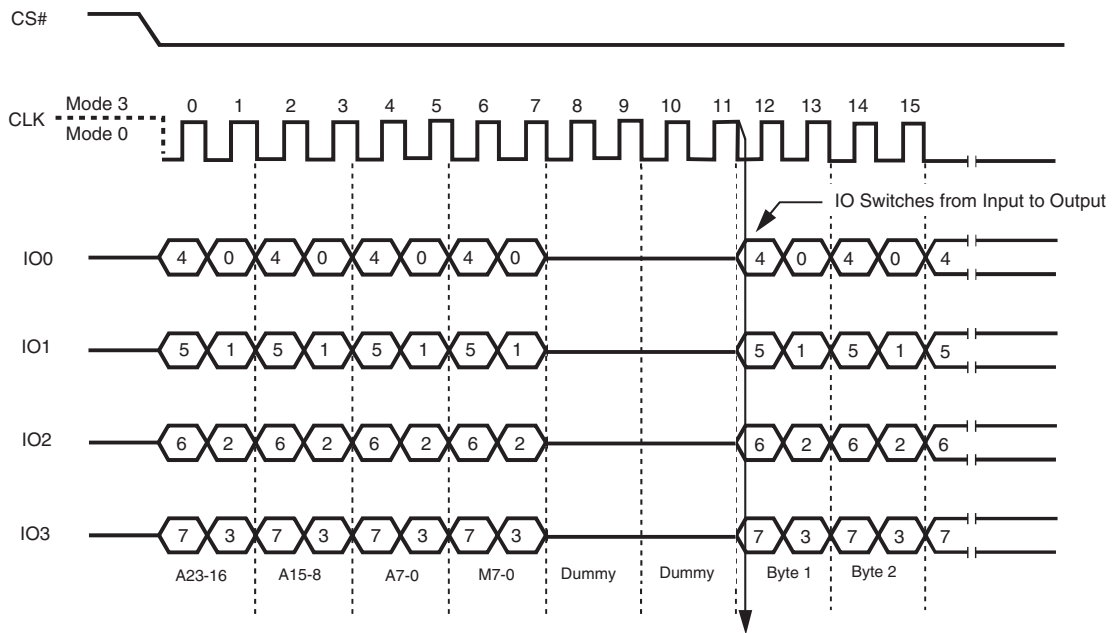 CS#
Mode 3
CLK
Mode 0
0 1 2 3 4 5 6 7 8 9 10 11 12 13 14 15
IO Switches from Input to Output
IO0 4 0 4 0 4 0 4 0 4 0 4 0 4
IO1 5 1 5 1 5 1 5 1 5 1 5 1 5
IO2 6 2 6 2 6 2 6 2 6 2 6 2 6
IO3 7 3 7 3 7 3 7 3 7 3 7 3 7
A23-16 A15-8 A7-0 M7-0 Dummy Dummy Byte 1 Byte 2